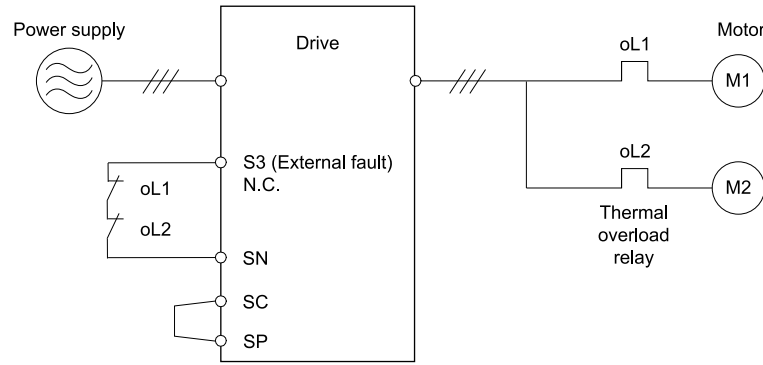 Power supply
Drive
oL1
Motor
M1
S3 (External fault)
N.C.
oL1
oL2
oL2
M2
Thermal
overload
relay
SN
SC
SP